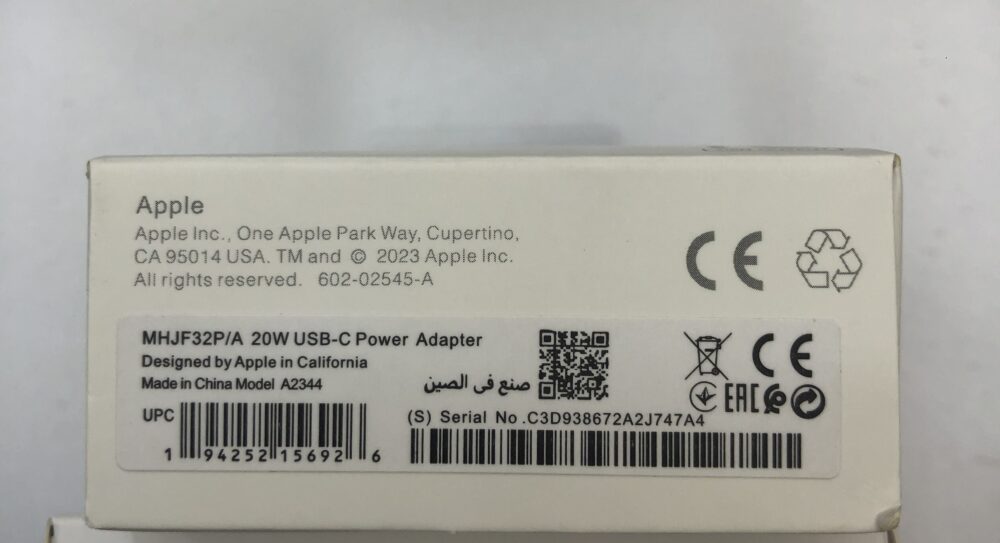 Apple
Apple Inc., One Apple Park Way, Cupertino,
CA 95014 USA. TM and © 2023 Apple Inc.
All rights reserved. 602-02545-A
CE
MHJF32P/A 20W USB-C Power Adapter
Designed by Apple in California
Made in China Model A2344
صنع في الصين
CE
EAC
UPC
(S) Serial No.C3D938672A2J747A4
1 94252 15692 6